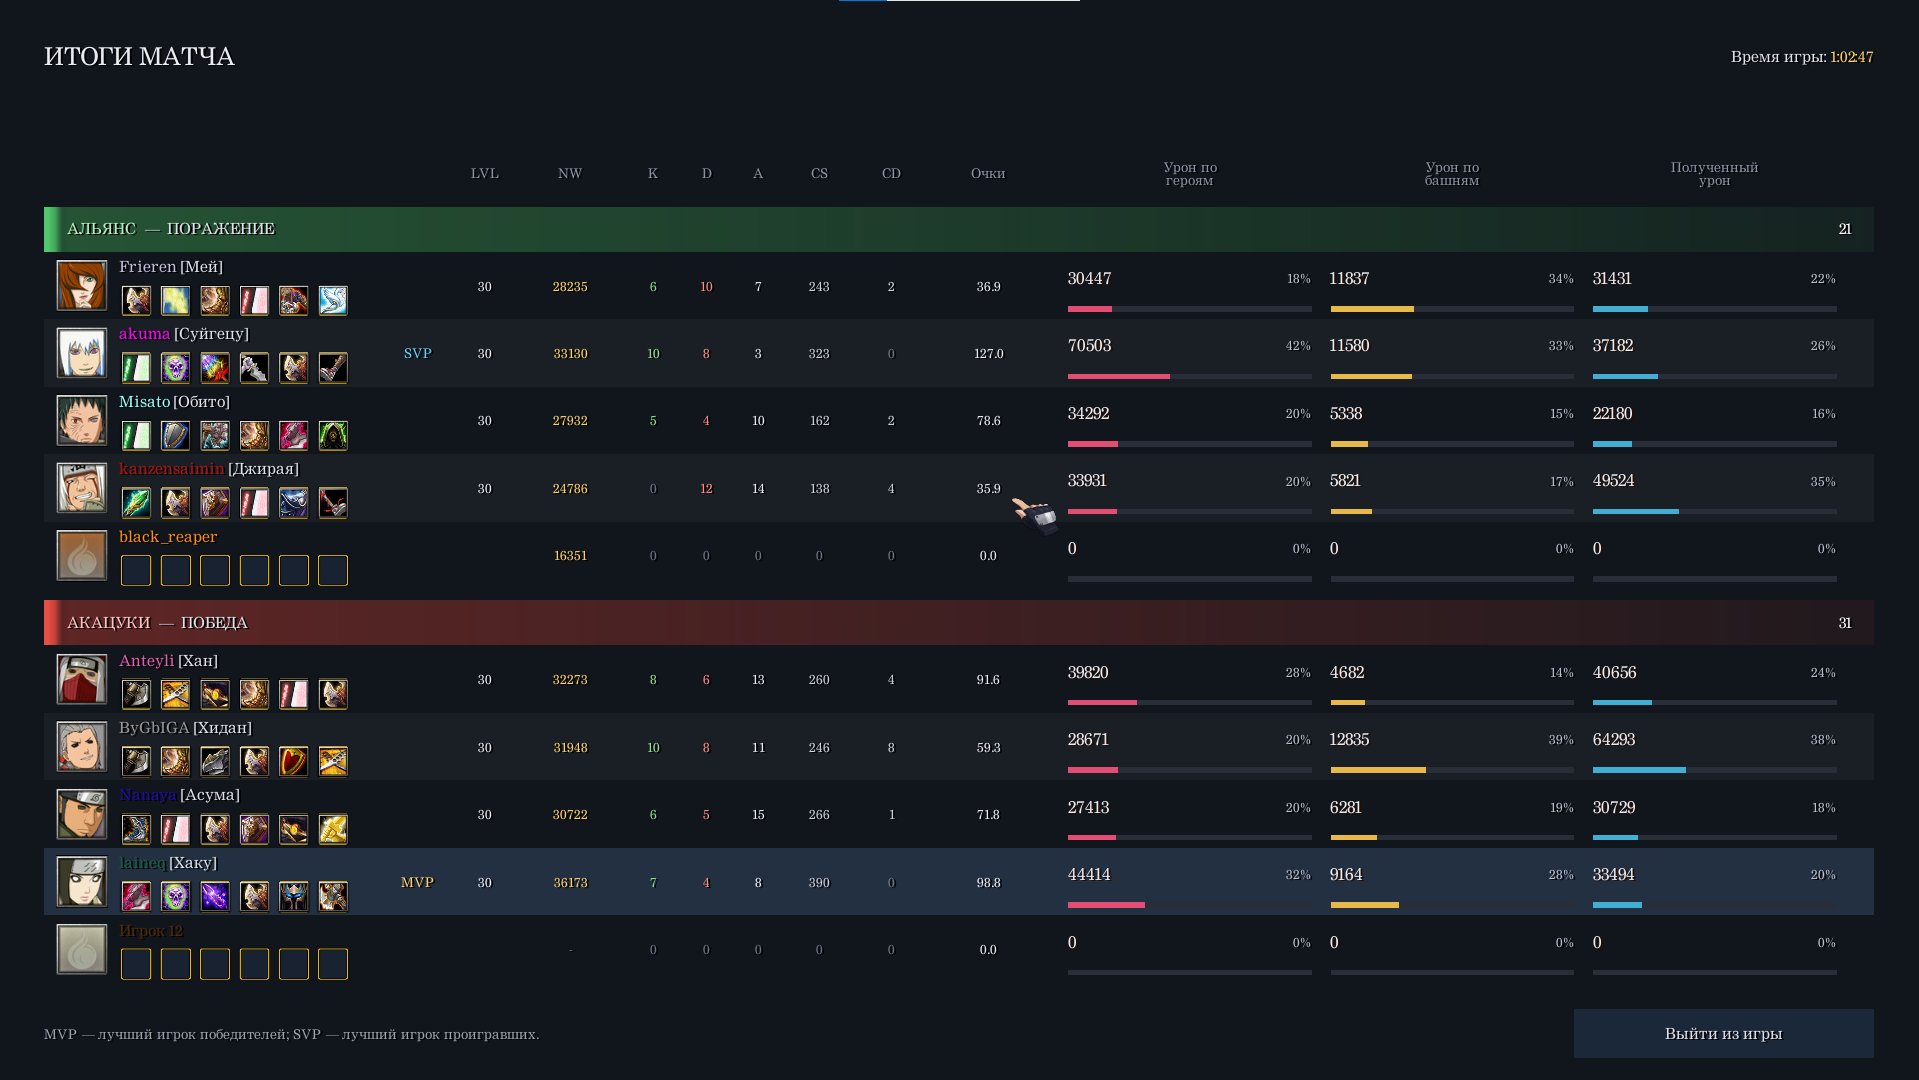 ИТОГИ МАТЧА
Время игры: 1:02:47
LVL NW K D A CS CD Очки Урон по героям Урон по башням Полученный урон
АЛЬЯНС — ПОРАЖЕНИЕ 21
Frieren [Мей]
30 28235 6 10 7 243 2 36.9 30447 18% 11837 34% 31431 22%
akuma [Суйгецу]
SVP 30 33130 10 8 3 323 0 127.0 70503 42% 11580 33% 37182 26%
Misato [Обито]
30 27932 5 4 10 162 2 78.6 34292 20% 5338 15% 22180 16%
kanzensaimin [Джирая]
30 24786 0 12 14 138 4 35.9 33931 20% 5821 17% 49524 35%
black_reaper
16351 0 0 0 0 0 0.0 0 0% 0 0% 0 0%
АКАЦУКИ — ПОБЕДА 31
Anteyli [Хан]
30 32273 8 6 13 260 4 91.6 39820 28% 4682 14% 40656 24%
ByGbIGA [Хидан]
30 31948 10 8 11 246 8 59.3 28671 20% 12835 39% 64293 38%
Nanaya [Асума]
30 30722 6 5 15 266 1 71.8 27413 20% 6281 19% 30729 18%
laineq [Хаку]
MVP 30 36173 7 4 8 390 0 98.8 44414 32% 9164 28% 33494 20%
Игрок 12
- 0 0 0 0 0 0.0 0 0% 0 0% 0 0%
MVP — лучший игрок победителей; SVP — лучший игрок проигравших.
Выйти из игры